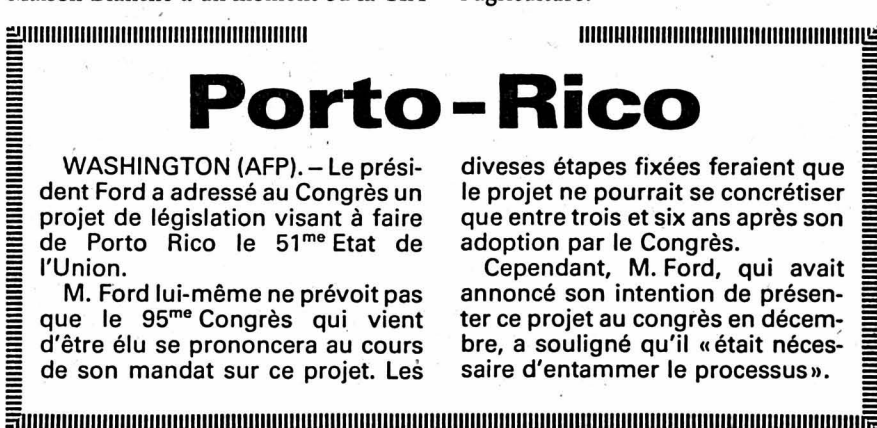 Porto-Rico
WASHINGTON (AFP). – Le prési-
dent Ford a adressé au Congrès un
projet de législation visant à faire
de Porto Rico le 51me Etat de
l'Union.
M. Ford lui-même ne prévoit pas
que le 95me Congrès qui vient
d'être élu se prononcera au cours
de son mandat sur ce projet. Les
diveses étapes fixées feraient que
le projet ne pourrait se concrétiser
que entre trois et six ans après son
adoption par le Congrès.
Cependant, M. Ford, qui avait
annoncé son intention de présen-
ter ce projet au congrès en décem-
bre, a souligné qu'il «était néces-
saire d'entammer le processus».